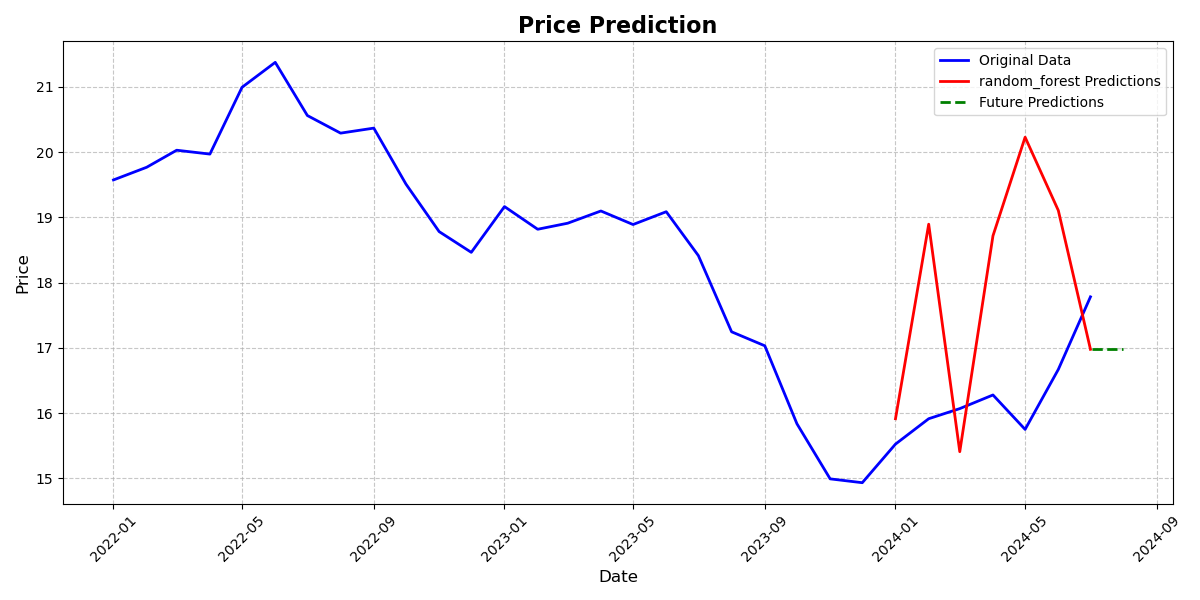 Price Prediction
Original Data
random_forest Predictions
Future Predictions
Price
21
20
19
18
17
16
15
2022-01
2022-05
2022-09
2023-01
2023-05
2023-09
2024-01
2024-05
2024-09
Date